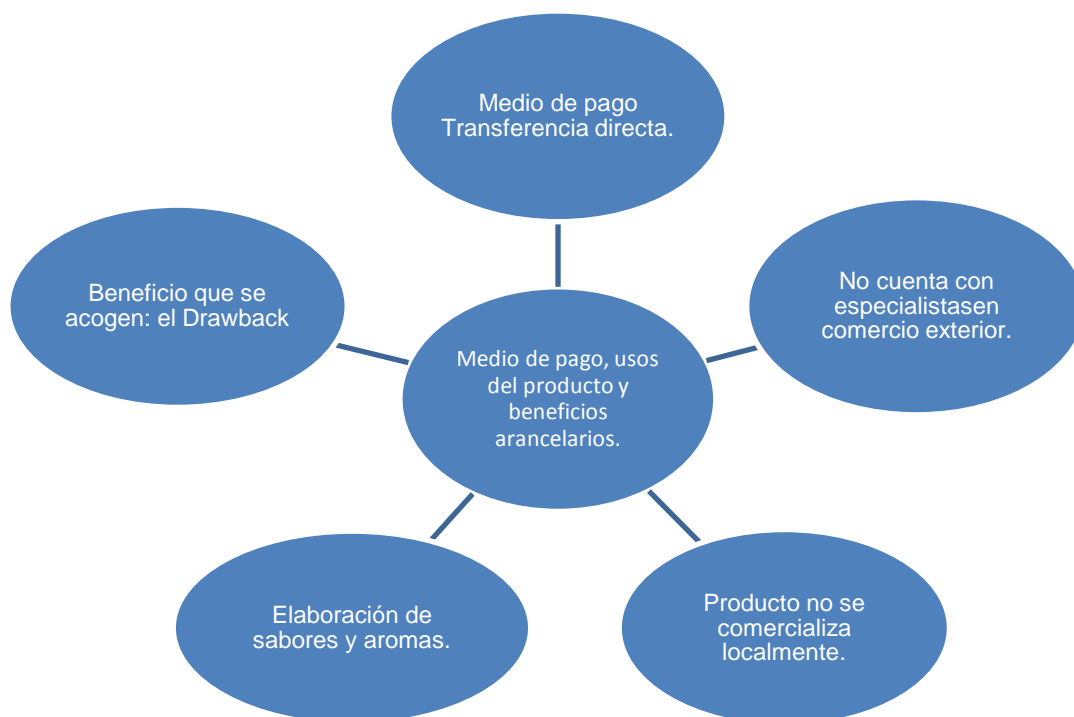 Medio de pago
Transferencia directa.
Beneficio que se
acogen: el Drawback
No cuenta con
especialistasen
comercio exterior.
Medio de pago, usos
del producto y
beneficios
arancelarios.
Elaboración de
sabores y aromas.
Producto no se
comercializa
localmente.